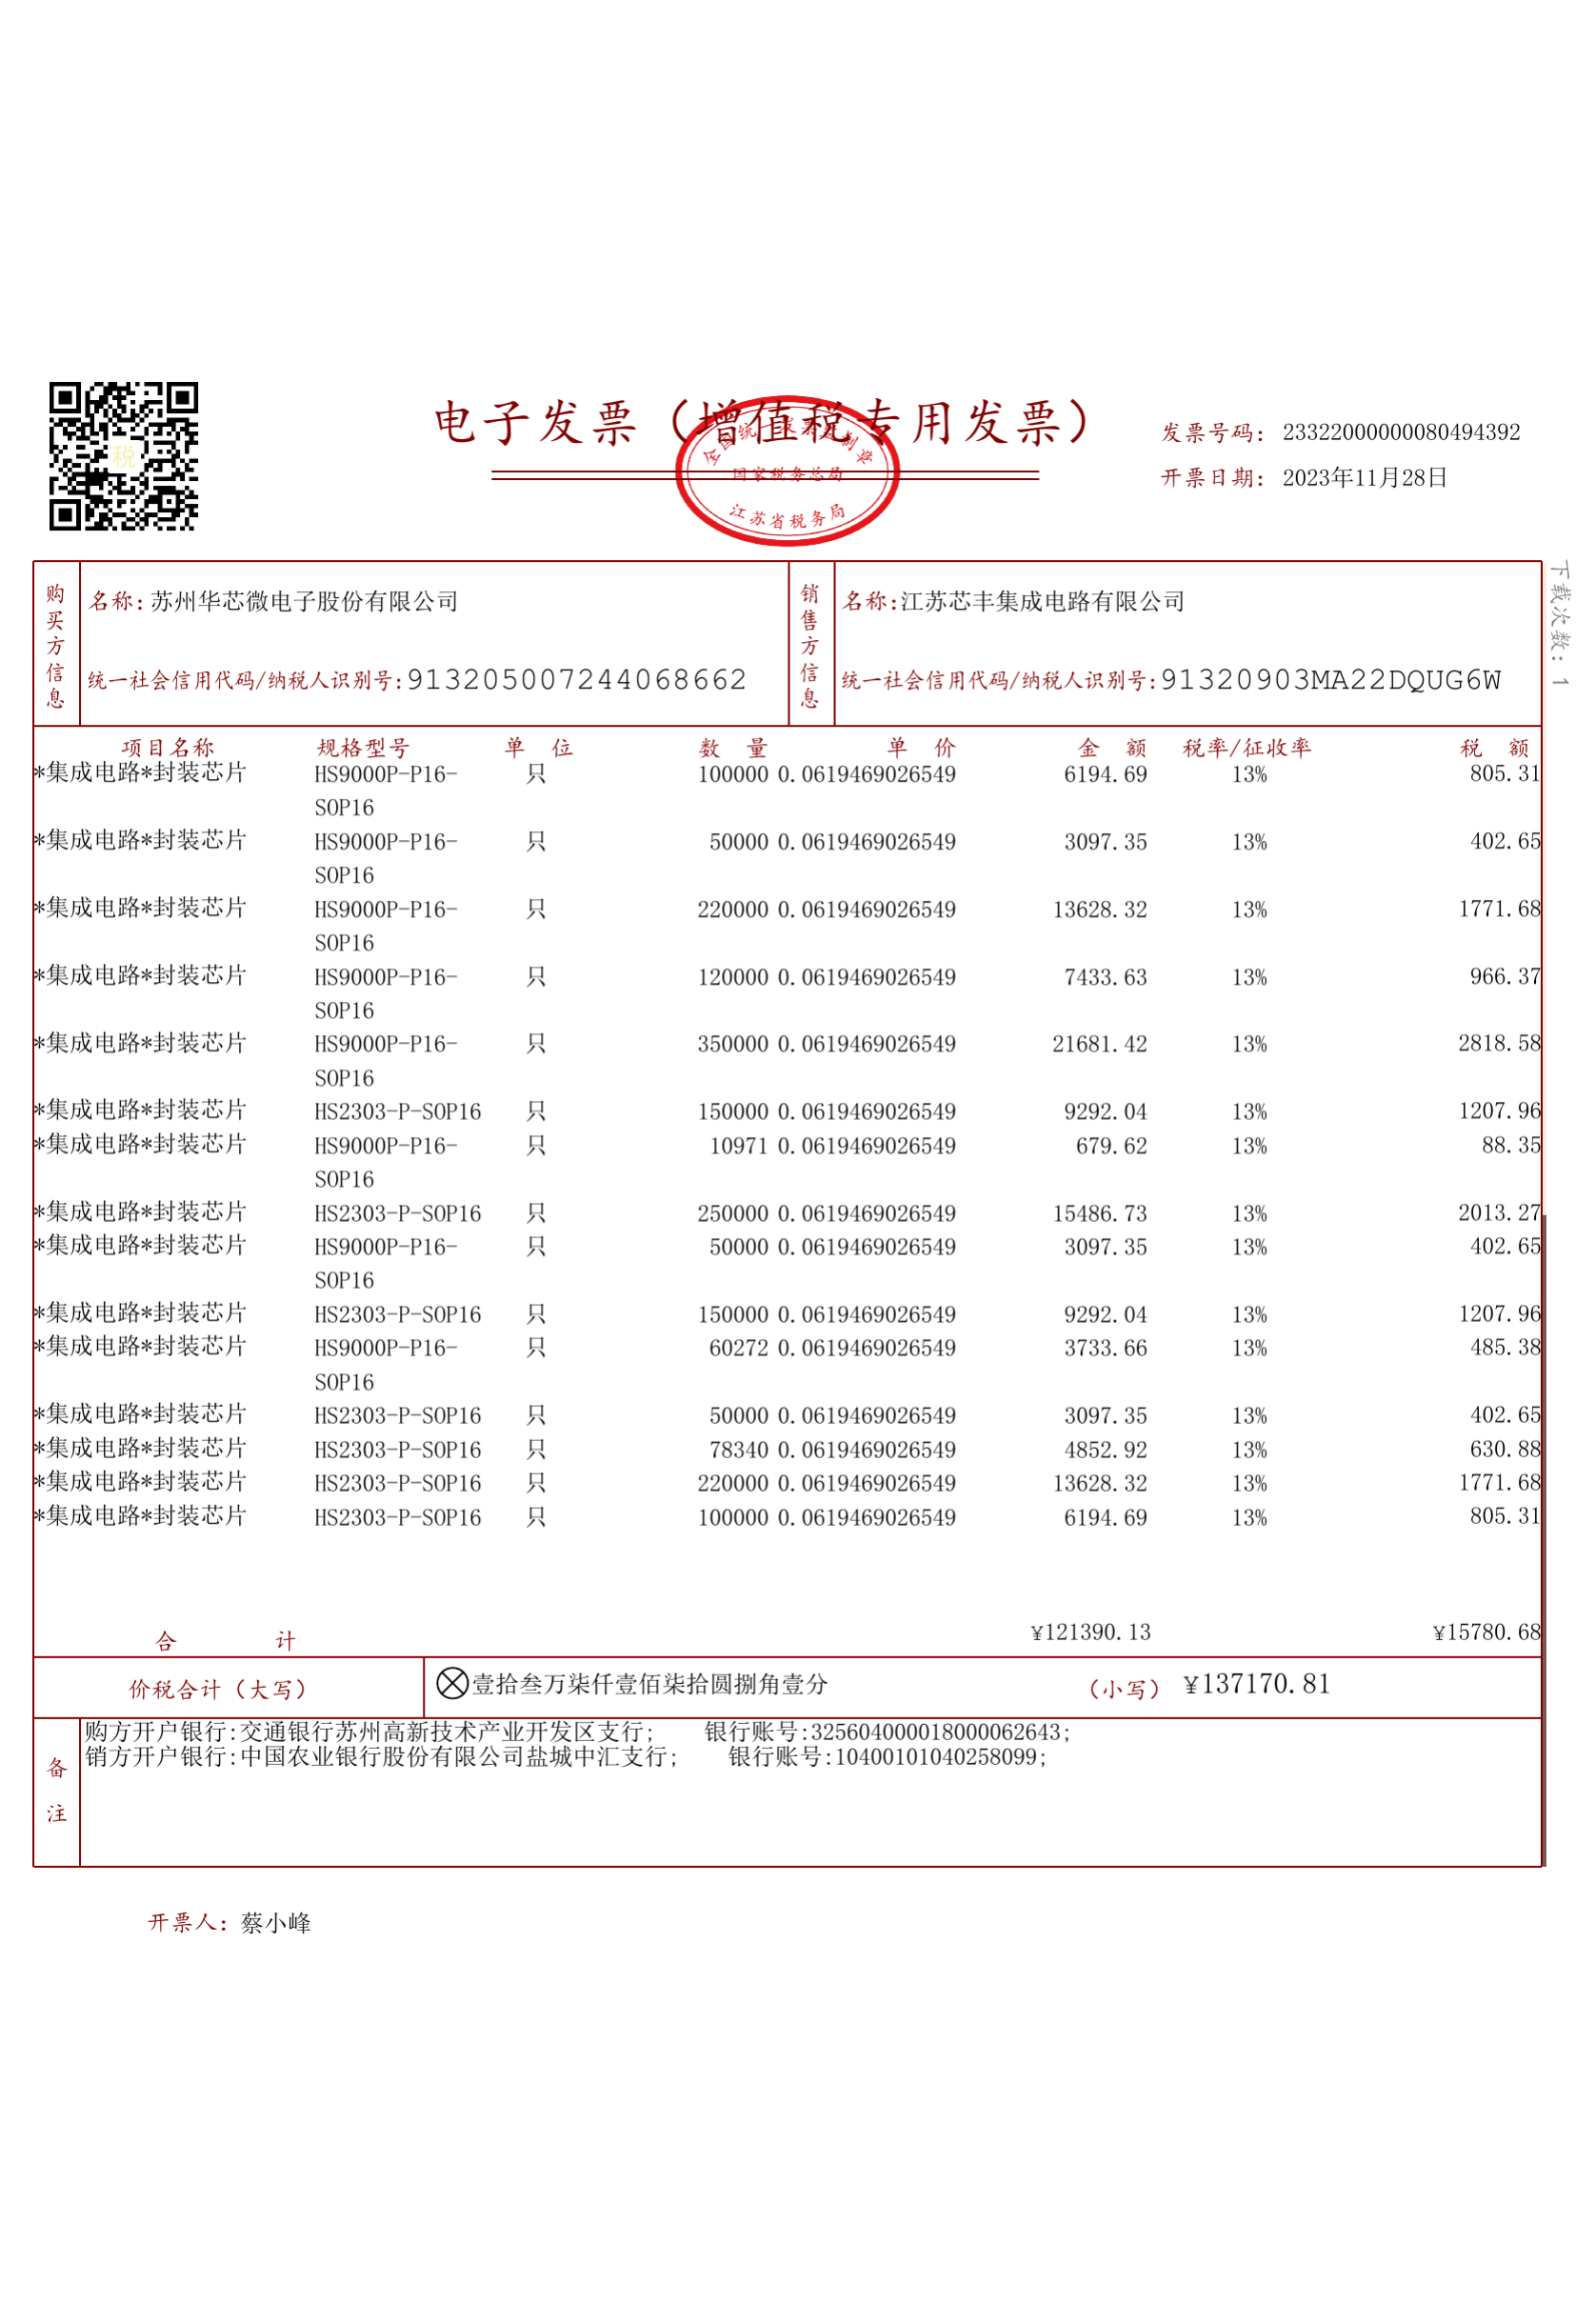 电子发票（增值税专用发票）
全国统一发票监制章
国家税务总局
江苏省税务局
税
发票号码： 23322000000080494392
开票日期： 2023年11月28日
下载次数：1
购买方信息
名称：苏州华芯微电子股份有限公司
统一社会信用代码/纳税人识别号：913205007244068662
销售方信息
名称：江苏芯丰集成电路有限公司
统一社会信用代码/纳税人识别号：91320903MA22DQUG6W
项目名称 规格型号 单 位 数 量 单 价 金 额 税率/征收率 税 额
*集成电路*封装芯片 HS9000P-P16- 只 100000 0.0619469026549 6194.69 13% 805.31
SOP16
*集成电路*封装芯片 HS9000P-P16- 只 50000 0.0619469026549 3097.35 13% 402.65
SOP16
*集成电路*封装芯片 HS9000P-P16- 只 220000 0.0619469026549 13628.32 13% 1771.68
SOP16
*集成电路*封装芯片 HS9000P-P16- 只 120000 0.0619469026549 7433.63 13% 966.37
SOP16
*集成电路*封装芯片 HS9000P-P16- 只 350000 0.0619469026549 21681.42 13% 2818.58
SOP16
*集成电路*封装芯片 HS2303-P-SOP16 只 150000 0.0619469026549 9292.04 13% 1207.96
*集成电路*封装芯片 HS9000P-P16- 只 10971 0.0619469026549 679.62 13% 88.35
SOP16
*集成电路*封装芯片 HS2303-P-SOP16 只 250000 0.0619469026549 15486.73 13% 2013.27
*集成电路*封装芯片 HS9000P-P16- 只 50000 0.0619469026549 3097.35 13% 402.65
SOP16
*集成电路*封装芯片 HS2303-P-SOP16 只 150000 0.0619469026549 9292.04 13% 1207.96
*集成电路*封装芯片 HS9000P-P16- 只 60272 0.0619469026549 3733.66 13% 485.38
SOP16
*集成电路*封装芯片 HS2303-P-SOP16 只 50000 0.0619469026549 3097.35 13% 402.65
*集成电路*封装芯片 HS2303-P-SOP16 只 78340 0.0619469026549 4852.92 13% 630.88
*集成电路*封装芯片 HS2303-P-SOP16 只 220000 0.0619469026549 13628.32 13% 1771.68
*集成电路*封装芯片 HS2303-P-SOP16 只 100000 0.0619469026549 6194.69 13% 805.31
合 计 ¥121390.13 ¥15780.68
价税合计（大写） 壹拾叁万柒仟壹佰柒拾圆捌角壹分 （小写） ¥137170.81
备注
购方开户银行:交通银行苏州高新技术产业开发区支行; 银行账号:325604000018000062643;
销方开户银行:中国农业银行股份有限公司盐城中汇支行; 银行账号:10400101040258099;
开票人：蔡小峰